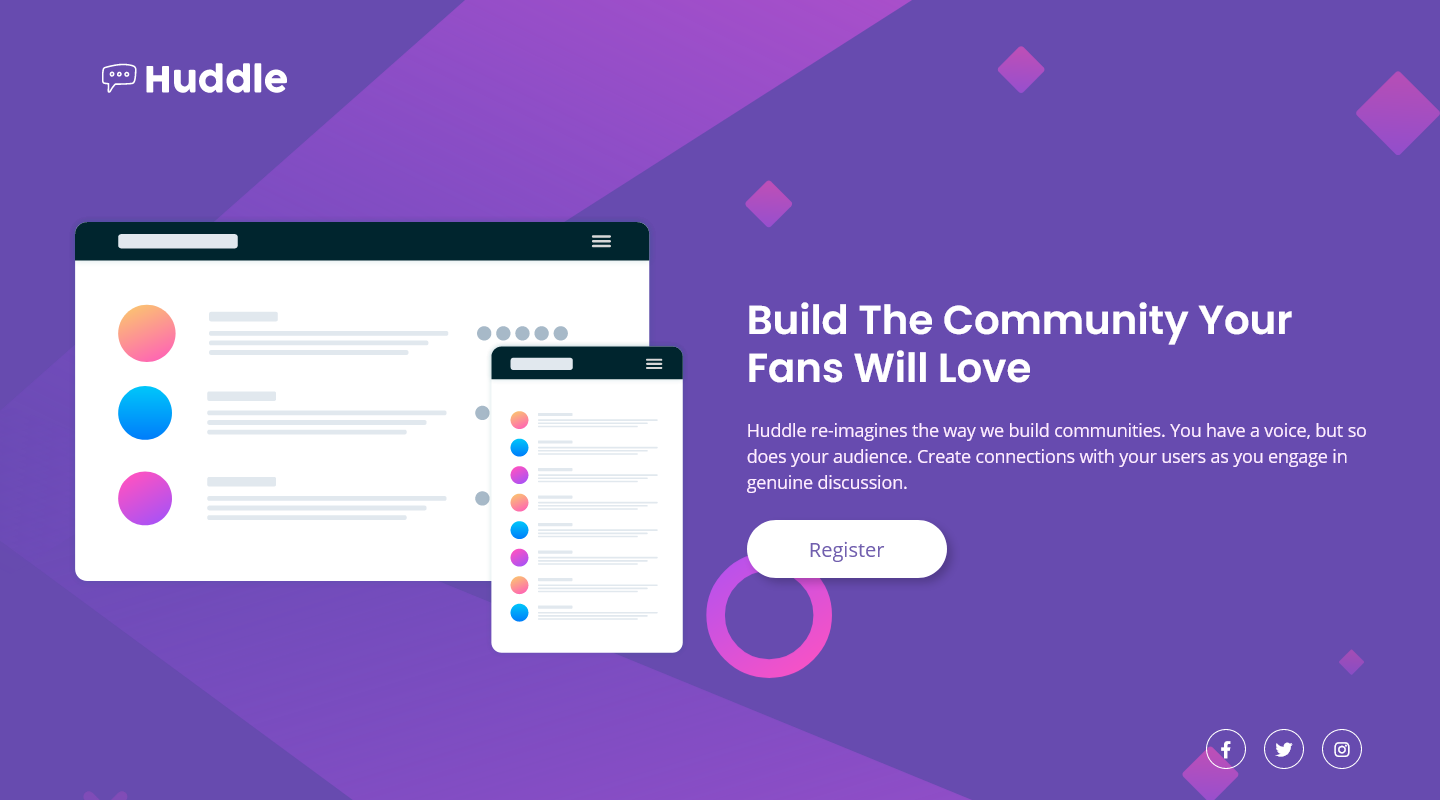 Huddle
Build The Community Your
Fans Will Love
Huddle re-imagines the way we build communities. You have a voice, but so
does your audience. Create connections with your users as you engage in
genuine discussion.
Register